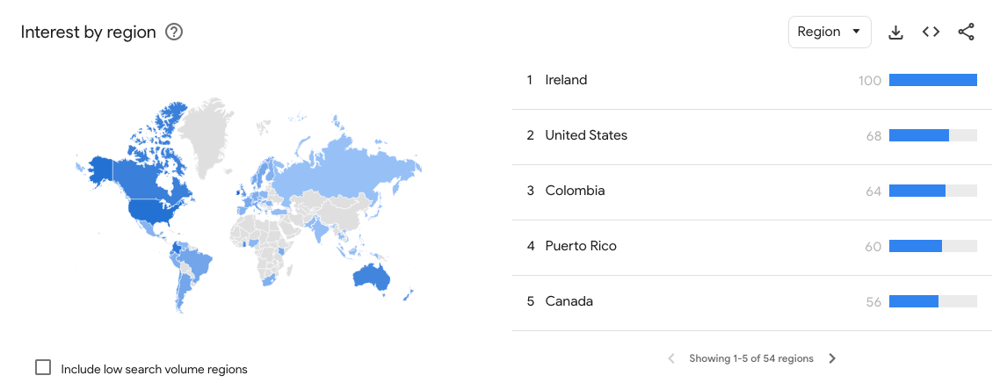 Interest by region
Region
1 Ireland 100
2 United States 68
3 Colombia 64
4 Puerto Rico 60
5 Canada 56
Showing 1-5 of 54 regions
Include low search volume regions